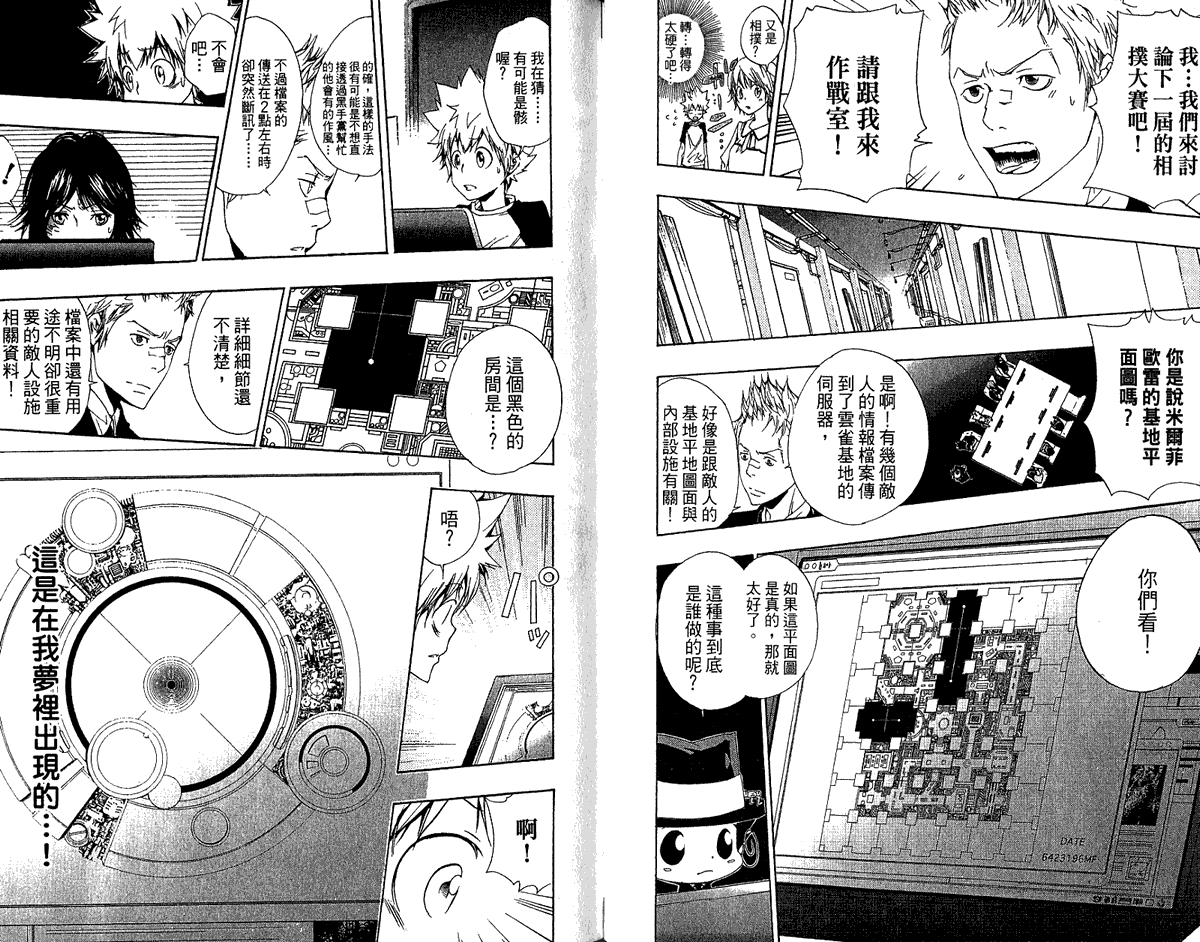 我…我們來討
論下一屆的相
撲大賽吧！
請跟我來
作戰室！
又是
相撲？
轉…轉得
太硬了吧…
你是說米爾菲
歐雷的基地平
面圖嗎？
是啊！有幾個敵
人的情報檔案傳
到了雲雀基地的
伺服器，
好像是跟敵人的
基地平地圖面與
內部設施有關！
你們看！
DATE
6423196MF
如果這平面圖
是真的，那就
太好了。
這種事到底
是誰做的呢？
我在猜……
有可能是骸
喔？
的確，這樣的手法
很有可能是不想直
接透過黑手黨幫忙
的他會有的作風，
不過檔案的
傳送在2點左右時
卻突然斷訊了……
不會
吧…
！
這個黑色的
房間是…？
詳細細節還
不清楚，
檔案中還有用
途不明卻很重
要的敵人設施
相關資料！
唔？
啊！
這是在我夢裡出現的…！